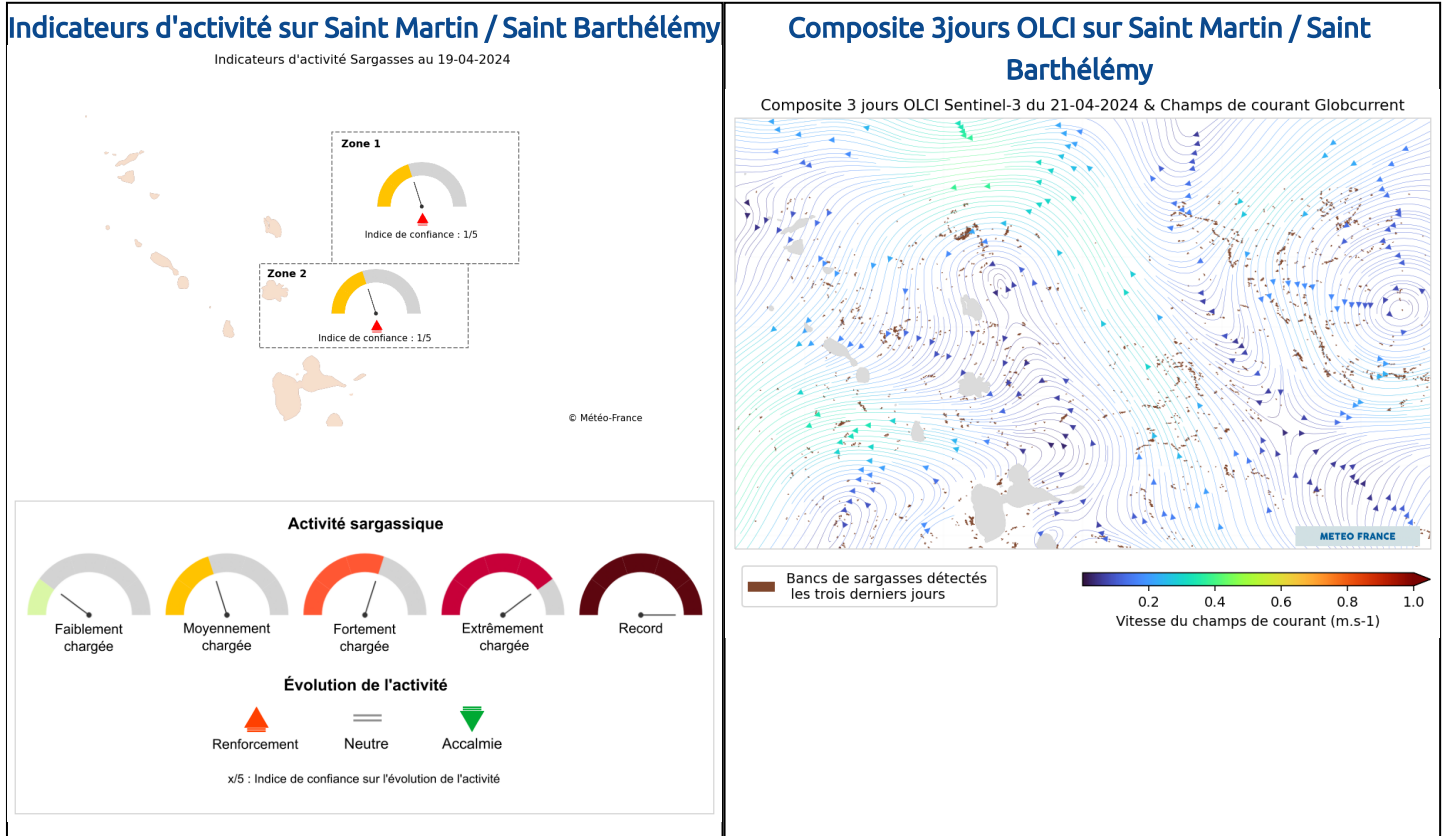 Indicateurs d'activité sur Saint Martin / Saint Barthélémy
Indicateurs d'activité Sargasses au 19-04-2024
Zone 1
Indice de confiance : 1/5
Zone 2
Indice de confiance : 1/5
© Météo-France
Activité sargassique
Faiblement
chargée
Moyennement
chargée
Fortement
chargée
Extrêmement
chargée
Record
Évolution de l'activité
Renforcement
Neutre
Accalmie
x/5 : Indice de confiance sur l'évolution de l'activité
Composite 3jours OLCI sur Saint Martin / Saint
Barthélémy
Composite 3 jours OLCI Sentinel-3 du 21-04-2024 & Champs de courant Globcurrent
METEO FRANCE
Bancs de sargasses détectés
les trois derniers jours
0.2 0.4 0.6 0.8 1.0
Vitesse du champs de courant (m.s-1)